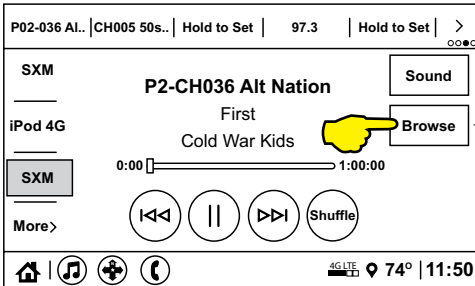 P02-036 Al.. CH005 50s.. Hold to Set 97.3 Hold to Set >
SXM
iPod 4G
SXM
More>
P2-CH036 Alt Nation
First
Cold War Kids
0:00 1:00:00
Shuffle
Sound
Browse
4G LTE 74° 11:50